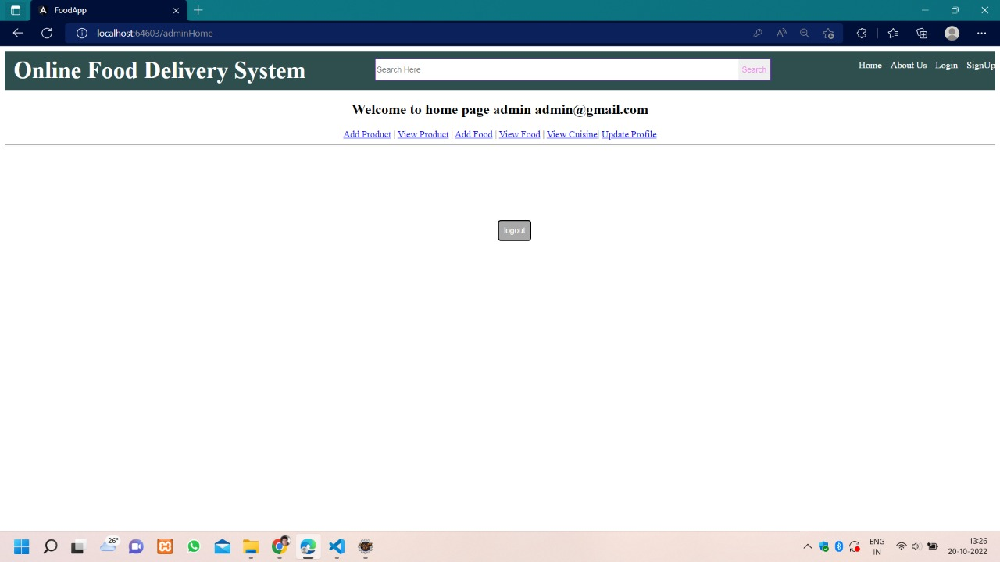 FoodApp
localhost:64603/adminHome
Online Food Delivery System
Search Here
Search
Home About Us Login SignUp
Welcome to home page admin admin@gmail.com
Add Product | View Product | Add Food | View Food | View Cuisine| Update Profile
logout
26°
ENG
IN
13:26
20-10-2022